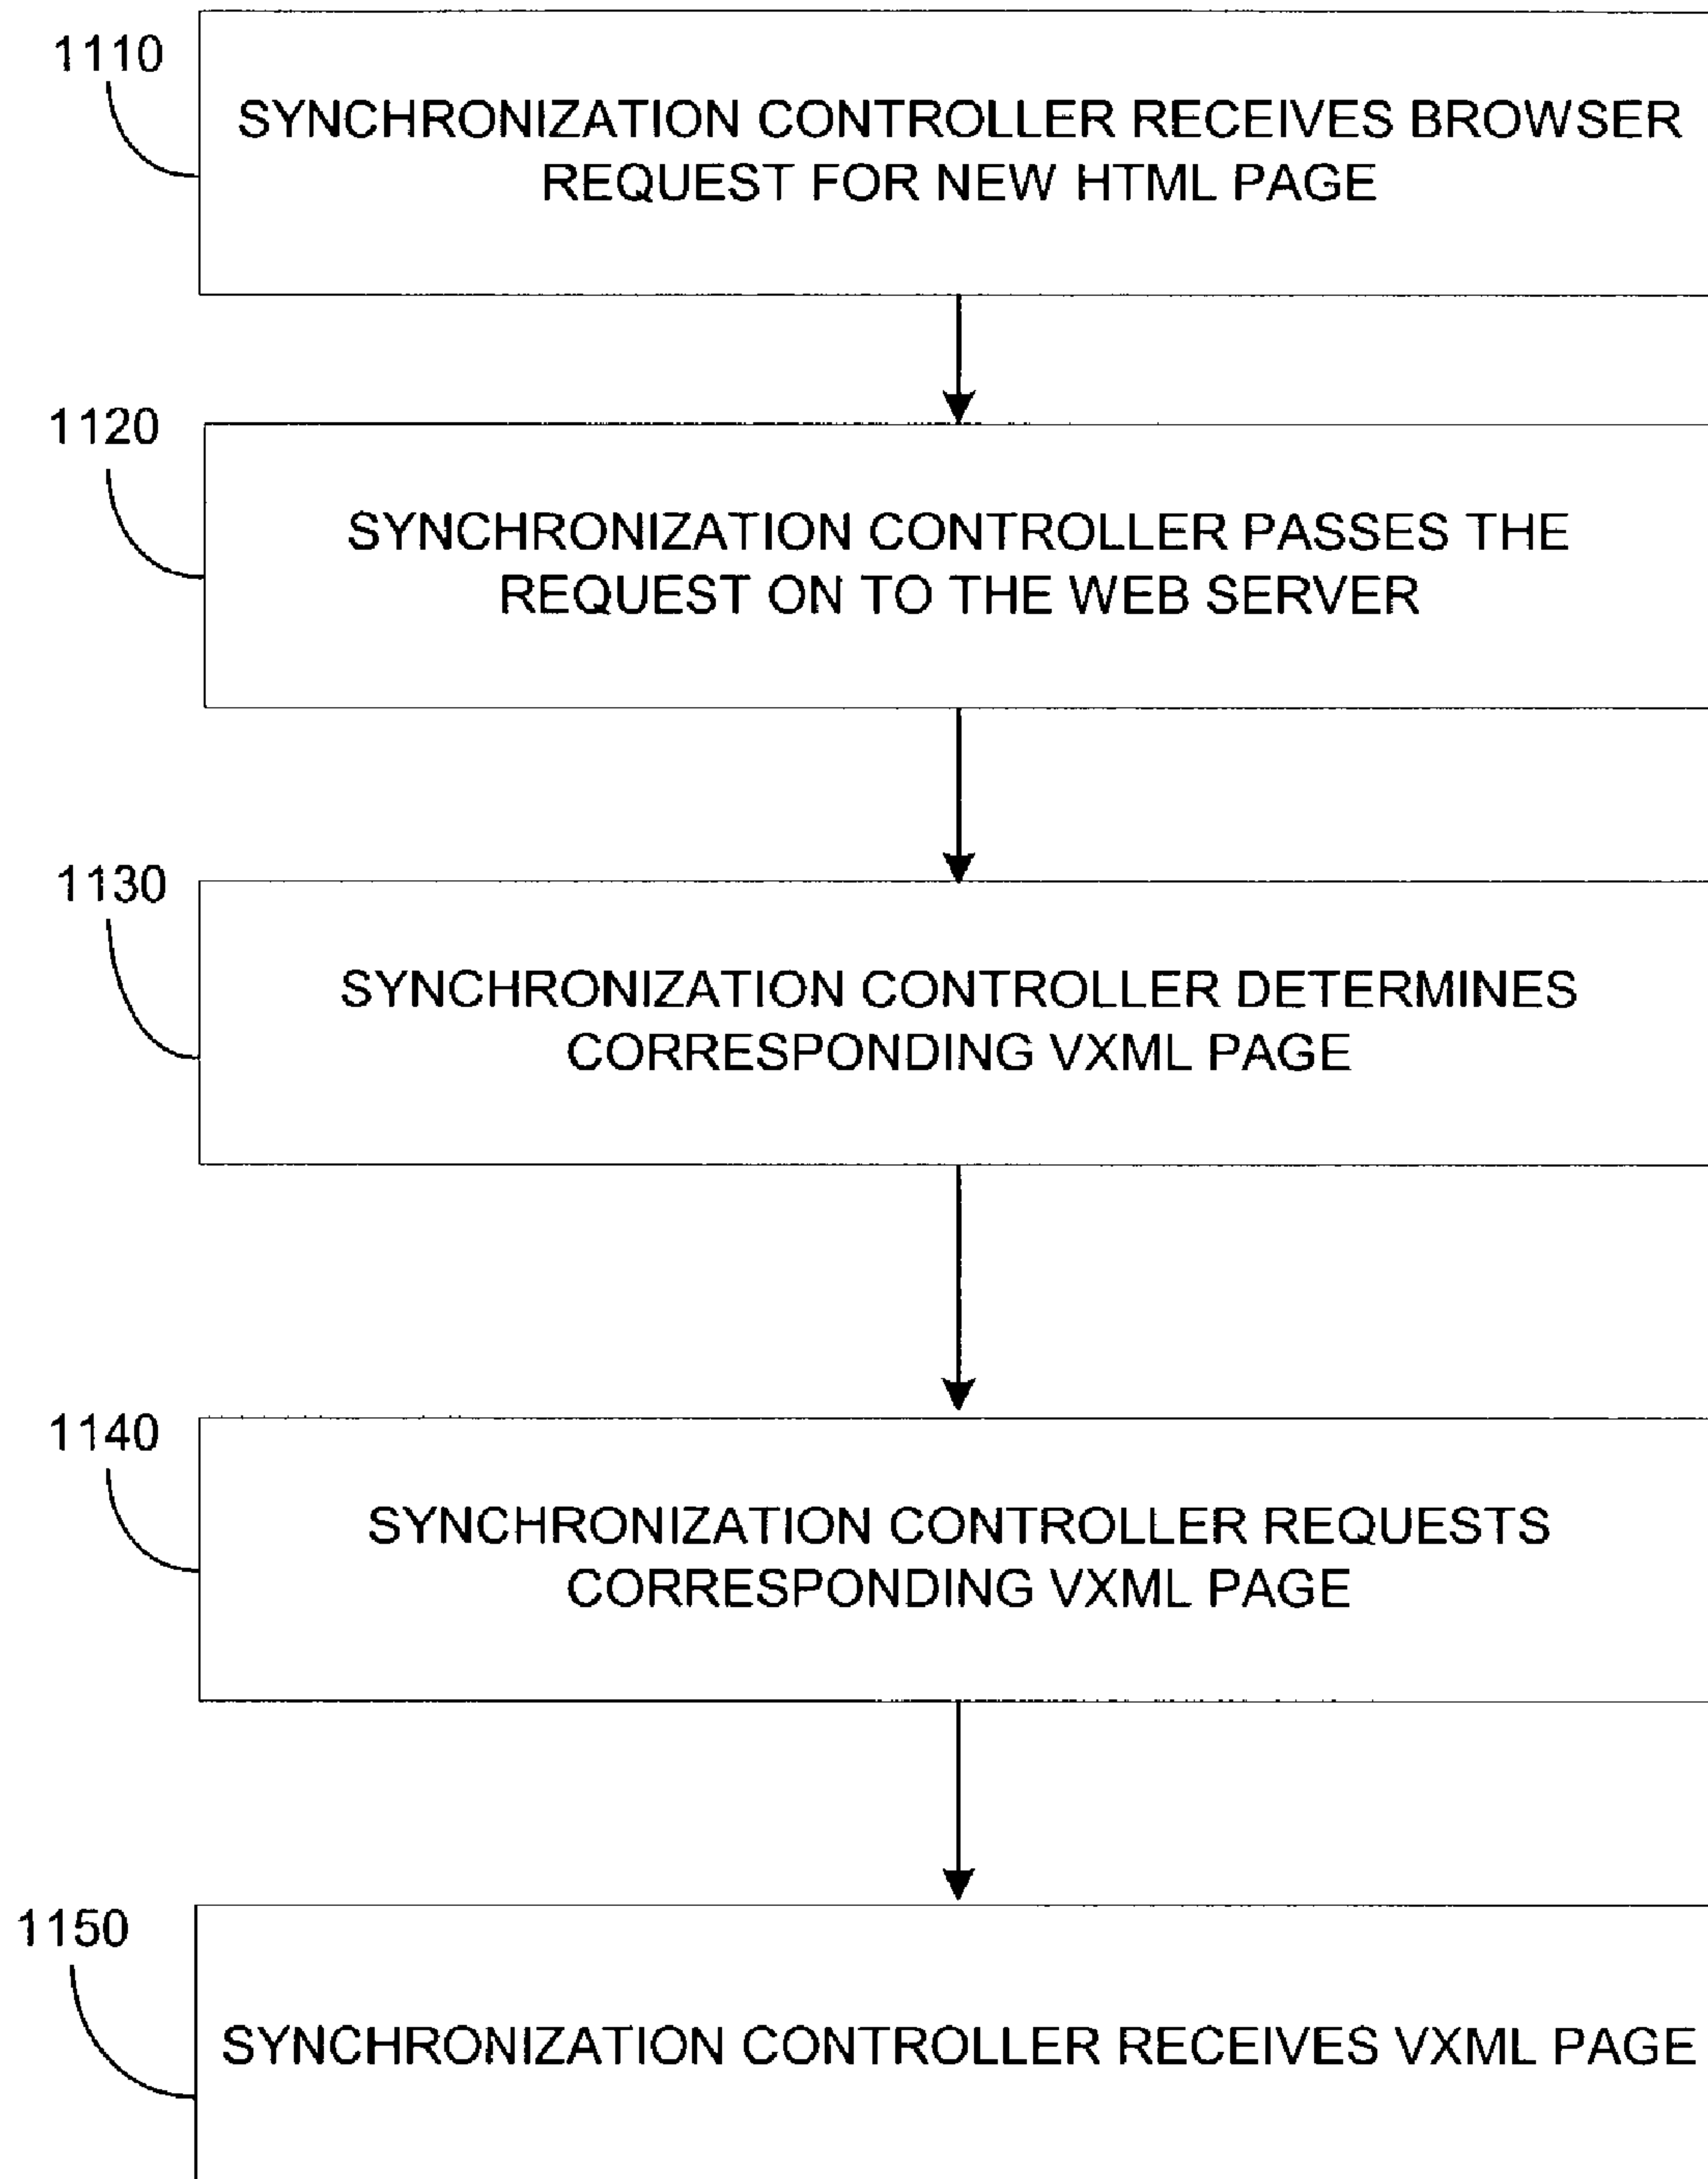 1110
SYNCHRONIZATION CONTROLLER RECEIVES BROWSER
REQUEST FOR NEW HTML PAGE
1120
SYNCHRONIZATION CONTROLLER PASSES THE
REQUEST ON TO THE WEB SERVER
1130
SYNCHRONIZATION CONTROLLER DETERMINES
CORRESPONDING VXML PAGE
1140
SYNCHRONIZATION CONTROLLER REQUESTS
CORRESPONDING VXML PAGE
1150
SYNCHRONIZATION CONTROLLER RECEIVES VXML PAGE